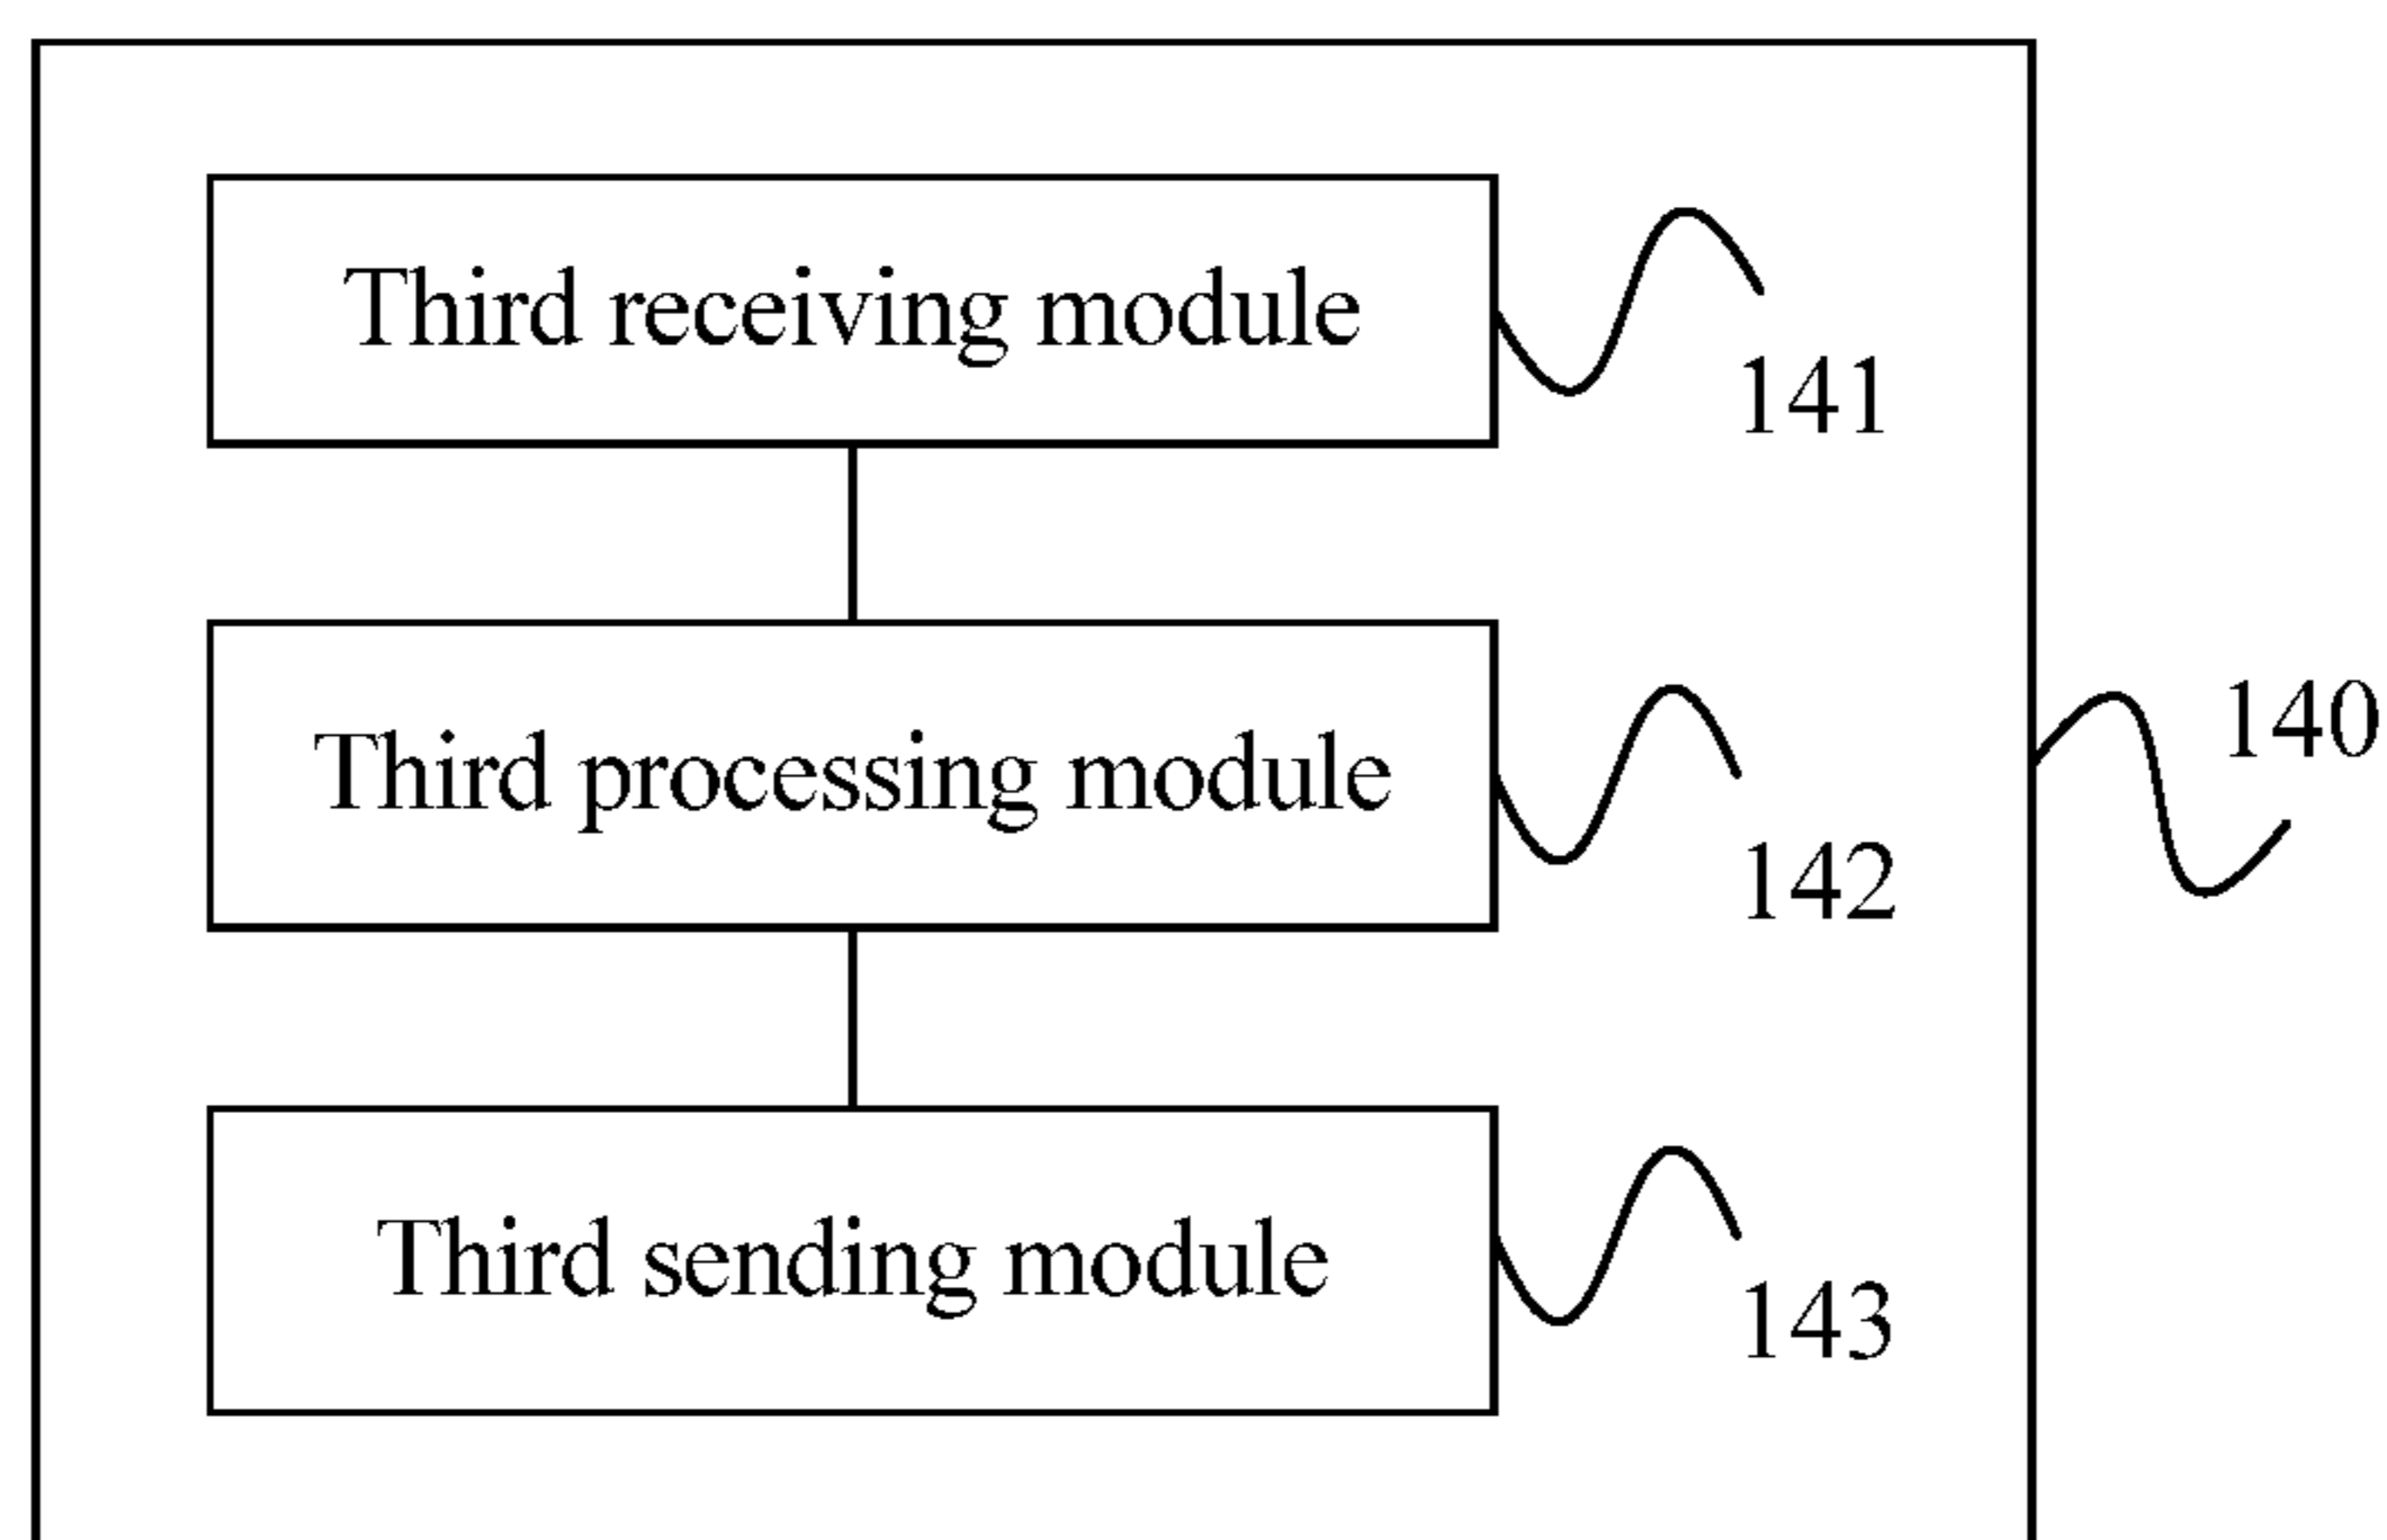 Third receiving module
141
Third processing module
140
142
Third sending module
143